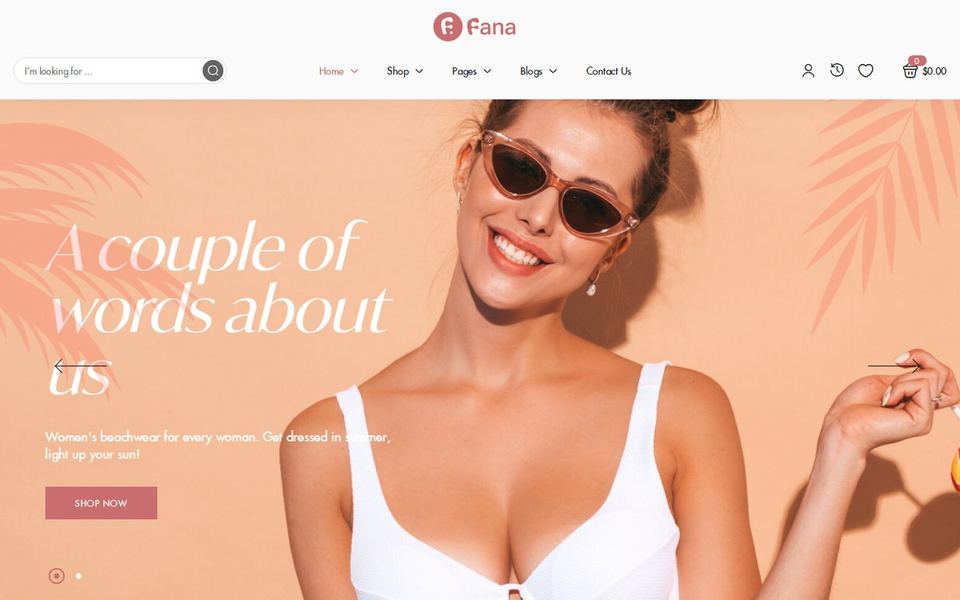 Fana
I'm looking for ...
Home
Shop
Pages
Blogs
Contact Us
0
$0.00
A couple of
words about
us
Women's beachwear for every woman. Get dressed in summer,
light up your sun!
SHOP NOW